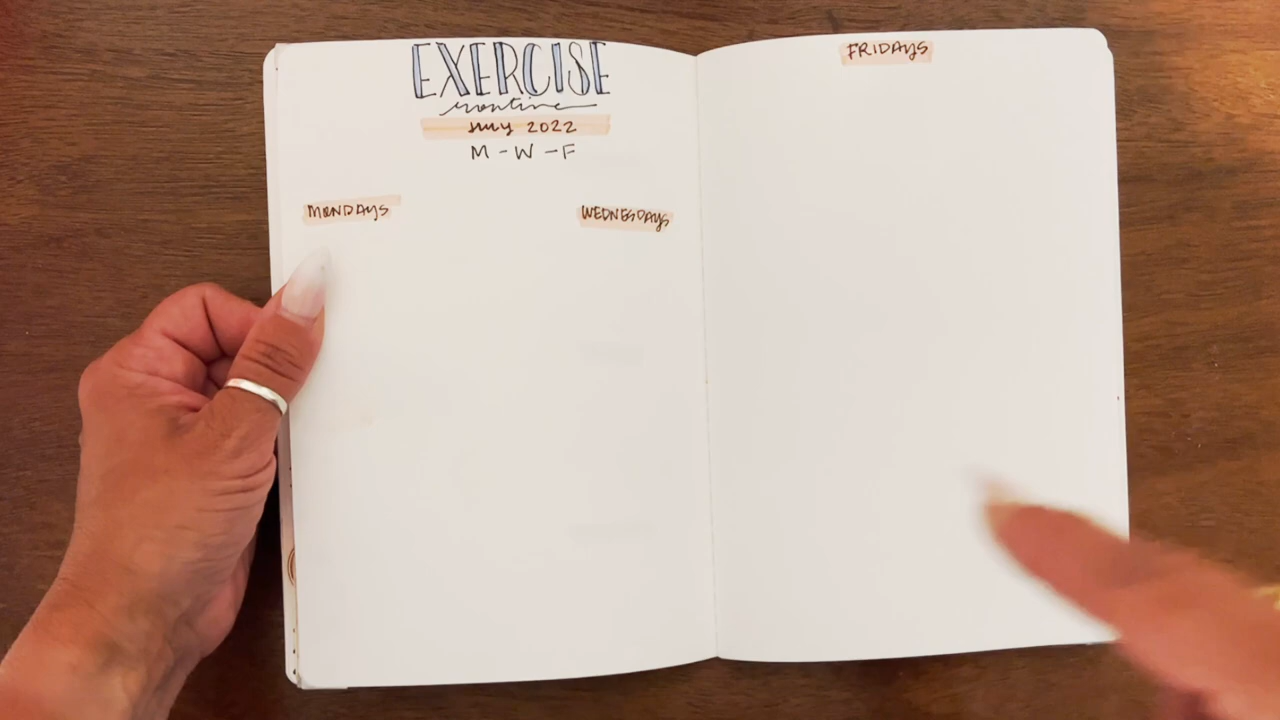 EXERCISE
routine
July 2022
M-W-F
MONDAYS
WEDNESDAYS
FRIDAYS